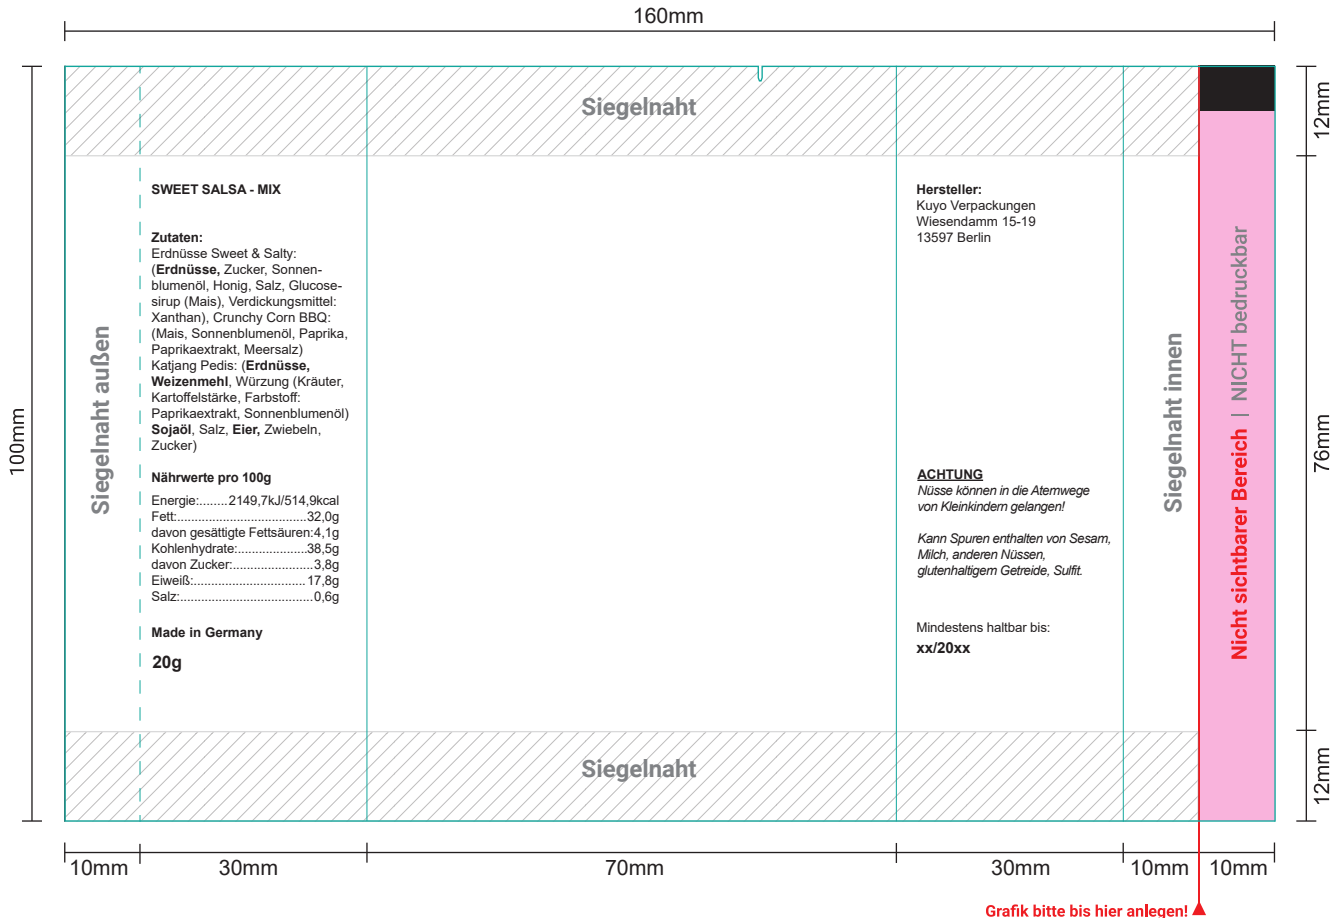 160mm
Siegelnaht
12mm
SWEET SALSA - MIX
Zutaten:
Erdnüsse Sweet & Salty:
(Erdnüsse, Zucker, Sonnen-
blumenöl, Honig, Salz, Glucose-
sirup (Mais), Verdickungsmittel:
Xanthan), Crunchy Corn BBQ:
(Mais, Sonnenblumenöl, Paprika,
Paprikaextrakt, Meersalz)
Katjang Pedis: (Erdnüsse,
Weizenmehl, Würzung (Kräuter,
Kartoffelstärke, Farbstoff:
Paprikaextrakt, Sonnenblumenöl)
Sojaöl, Salz, Eier, Zwiebeln,
Zucker)
Nährwerte pro 100g
Energie:........2149,7kJ/514,9kcal
Fett:.......................................32,0g
davon gesättigte Fettsäuren:4,1g
Kohlenhydrate:.....................38,5g
davon Zucker:........................3,8g
Eiweiß:..................................17,8g
Salz:........................................0,6g
Made in Germany
20g
Siegelnaht außen
100mm
Hersteller:
Kuyo Verpackungen
Wiesendamm 15-19
13597 Berlin
ACHTUNG
Nüsse können in die Atemwege
von Kleinkindern gelangen!
Kann Spuren enthalten von Sesam,
Milch, anderen Nüssen,
glutenhaltigem Getreide, Sulfit.
Mindestens haltbar bis:
xx/20xx
Siegelnaht innen
Nicht sichtbarer Bereich | NICHT bedruckbar
76mm
Siegelnaht
12mm
10mm
30mm
70mm
30mm
10mm
10mm
Grafik bitte bis hier anlegen!